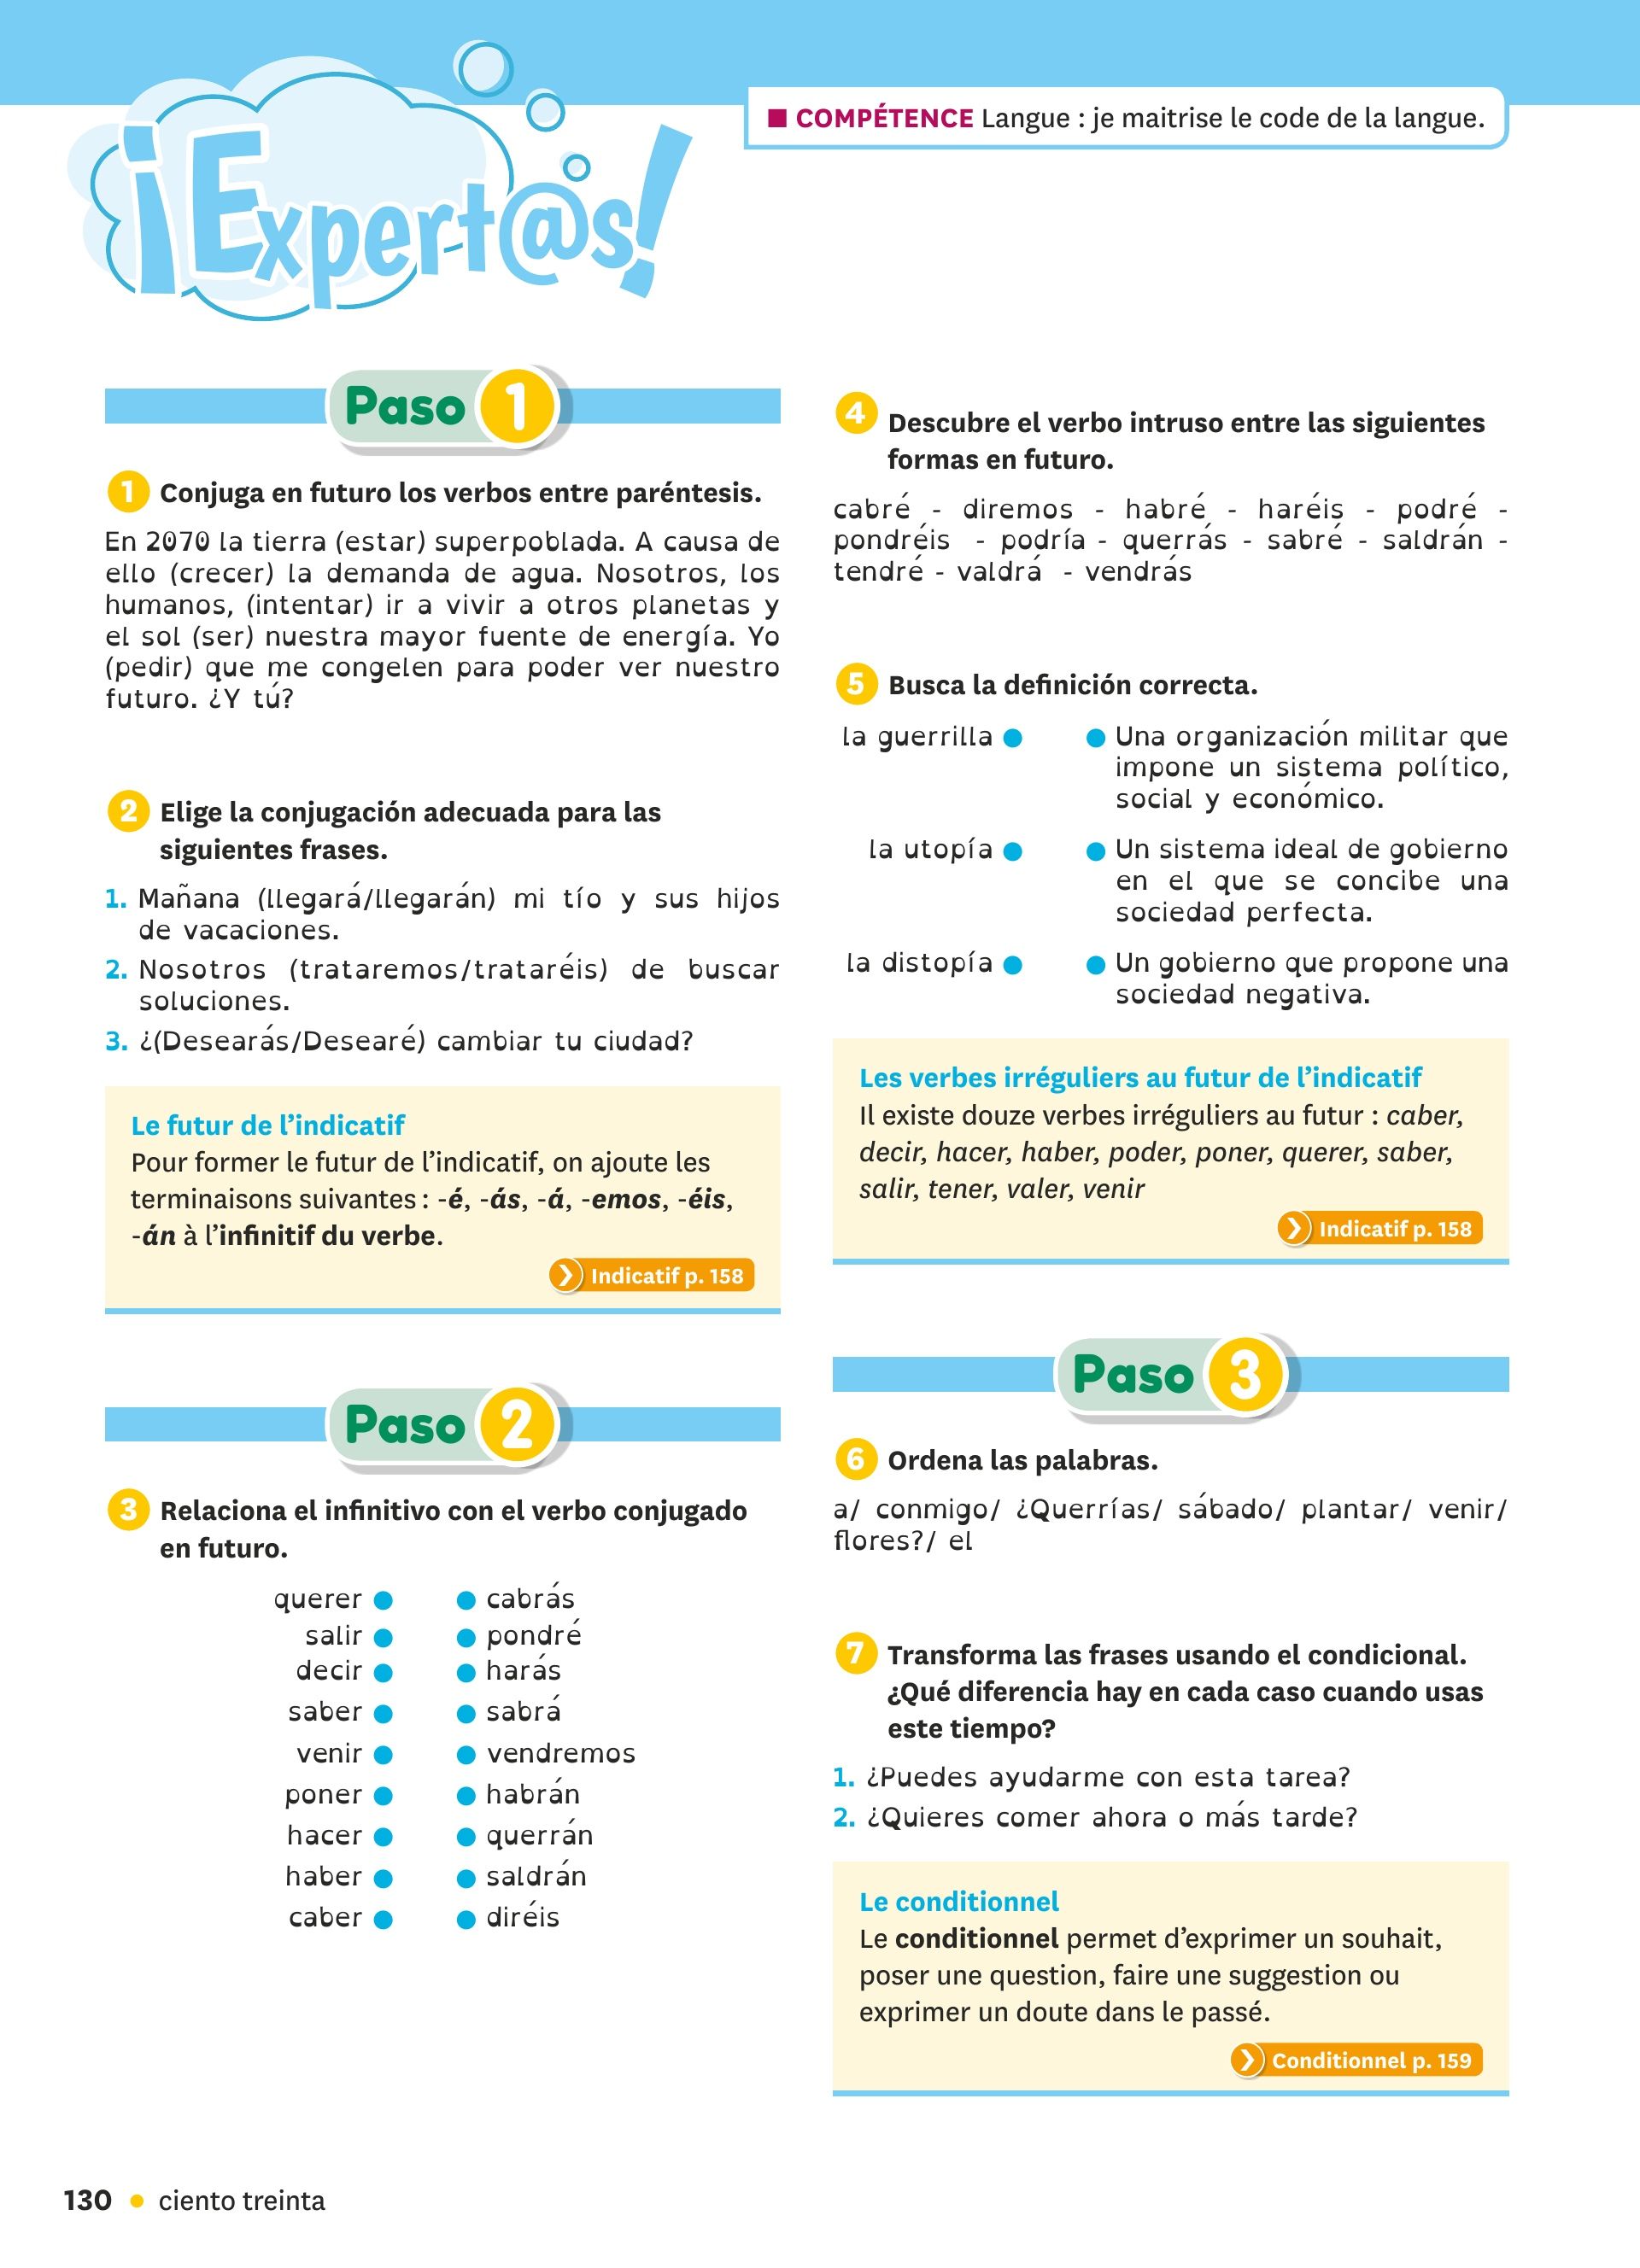 ■ COMPÉTENCE Langue : je maitrise le code de la langue.
¡Expert@s!
Paso 1
1 Conjuga en futuro los verbos entre paréntesis.
En 2070 la tierra (estar) superpoblada. A causa de
ello (crecer) la demanda de agua. Nosotros, los
humanos, (intentar) ir a vivir a otros planetas y
el sol (ser) nuestra mayor fuente de energía. Yo
(pedir) que me congelen para poder ver nuestro
futuro. ¿Y tú?
2 Elige la conjugación adecuada para las
siguientes frases.
1. Mañana (llegará/llegarán) mi tío y sus hijos
de vacaciones.
2. Nosotros (trataremos/trataréis) de buscar
soluciones.
3. ¿(Desearás/Desearé) cambiar tu ciudad?
Le futur de l’indicatif
Pour former le futur de l’indicatif, on ajoute les
terminaisons suivantes : -é, -ás, -á, -emos, -éis,
-án à l’infinitif du verbe.
Indicatif p. 158
Paso 2
3 Relaciona el infinitivo con el verbo conjugado
en futuro.
querer ● ● cabrás
salir ● ● pondré
decir ● ● harás
saber ● ● sabrá
venir ● ● vendremos
poner ● ● habrán
hacer ● ● querrán
haber ● ● saldrán
caber ● ● diréis
4 Descubre el verbo intruso entre las siguientes
formas en futuro.
cabré - diremos - habré - haréis - podré -
pondréis - podría - querrás - sabré - saldrán -
tendré - valdrá - vendrás
5 Busca la definición correcta.
la guerrilla ● ● Una organización militar que
impone un sistema político,
social y económico.
la utopía ● ● Un sistema ideal de gobierno
en el que se concibe una
sociedad perfecta.
la distopía ● ● Un gobierno que propone una
sociedad negativa.
Les verbes irréguliers au futur de l’indicatif
Il existe douze verbes irréguliers au futur : caber,
decir, hacer, haber, poder, poner, querer, saber,
salir, tener, valer, venir
Indicatif p. 158
Paso 3
6 Ordena las palabras.
a/ conmigo/ ¿Querrías/ sábado/ plantar/ venir/
flores?/ el
7 Transforma las frases usando el condicional.
¿Qué diferencia hay en cada caso cuando usas
este tiempo?
1. ¿Puedes ayudarme con esta tarea?
2. ¿Quieres comer ahora o más tarde?
Le conditionnel
Le conditionnel permet d’exprimer un souhait,
poser une question, faire une suggestion ou
exprimer un doute dans le passé.
Conditionnel p. 159
130 ● ciento treinta